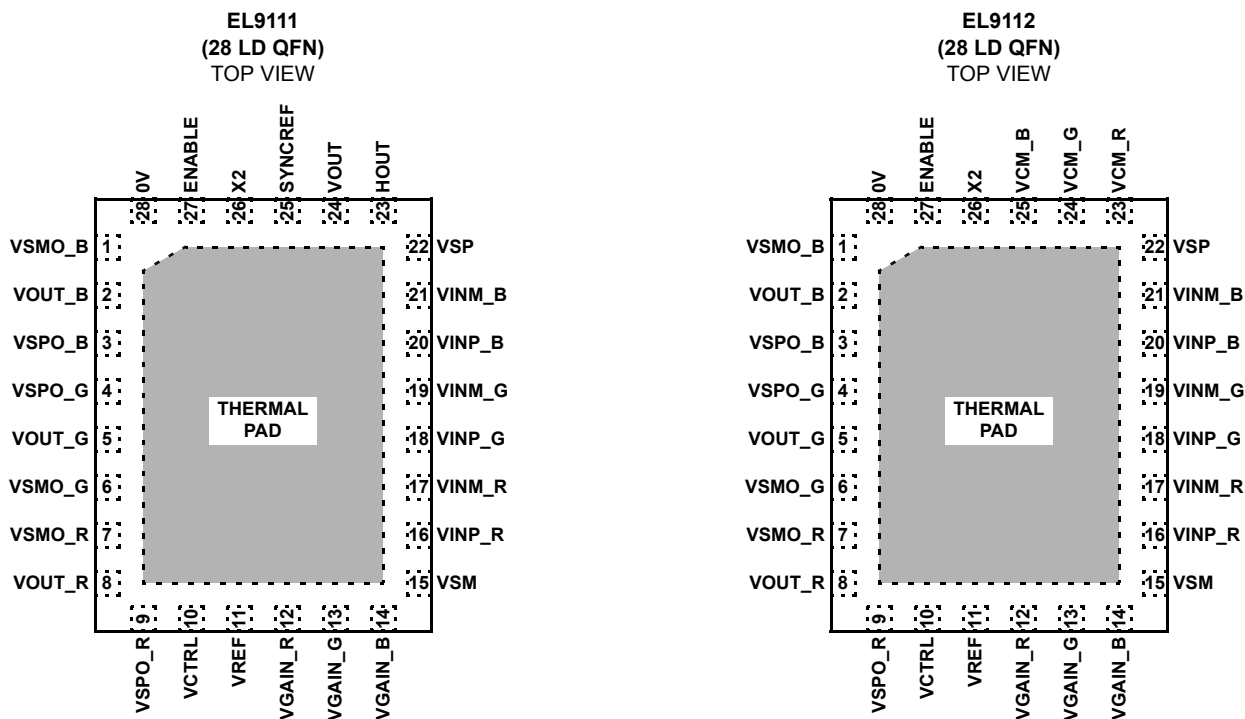 EL9111
(28 LD QFN)
TOP VIEW
28 0V
27 ENABLE
26 X2
25 SYNCREF
24 VOUT
23 HOUT
VSMO_B 1
VOUT_B 2
VSPO_B 3
VSPO_G 4
VOUT_G 5
VSMO_G 6
VSMO_R 7
VOUT_R 8
THERMAL
PAD
22 VSP
21 VINM_B
20 VINP_B
19 VINM_G
18 VINP_G
17 VINM_R
16 VINP_R
15 VSM
VSPO_R 9
VCTRL 10
VREF 11
VGAIN_R 12
VGAIN_G 13
VGAIN_B 14
EL9112
(28 LD QFN)
TOP VIEW
28 0V
27 ENABLE
26 X2
25 VCM_B
24 VCM_G
23 VCM_R
VSMO_B 1
VOUT_B 2
VSPO_B 3
VSPO_G 4
VOUT_G 5
VSMO_G 6
VSMO_R 7
VOUT_R 8
THERMAL
PAD
22 VSP
21 VINM_B
20 VINP_B
19 VINM_G
18 VINP_G
17 VINM_R
16 VINP_R
15 VSM
VSPO_R 9
VCTRL 10
VREF 11
VGAIN_R 12
VGAIN_G 13
VGAIN_B 14